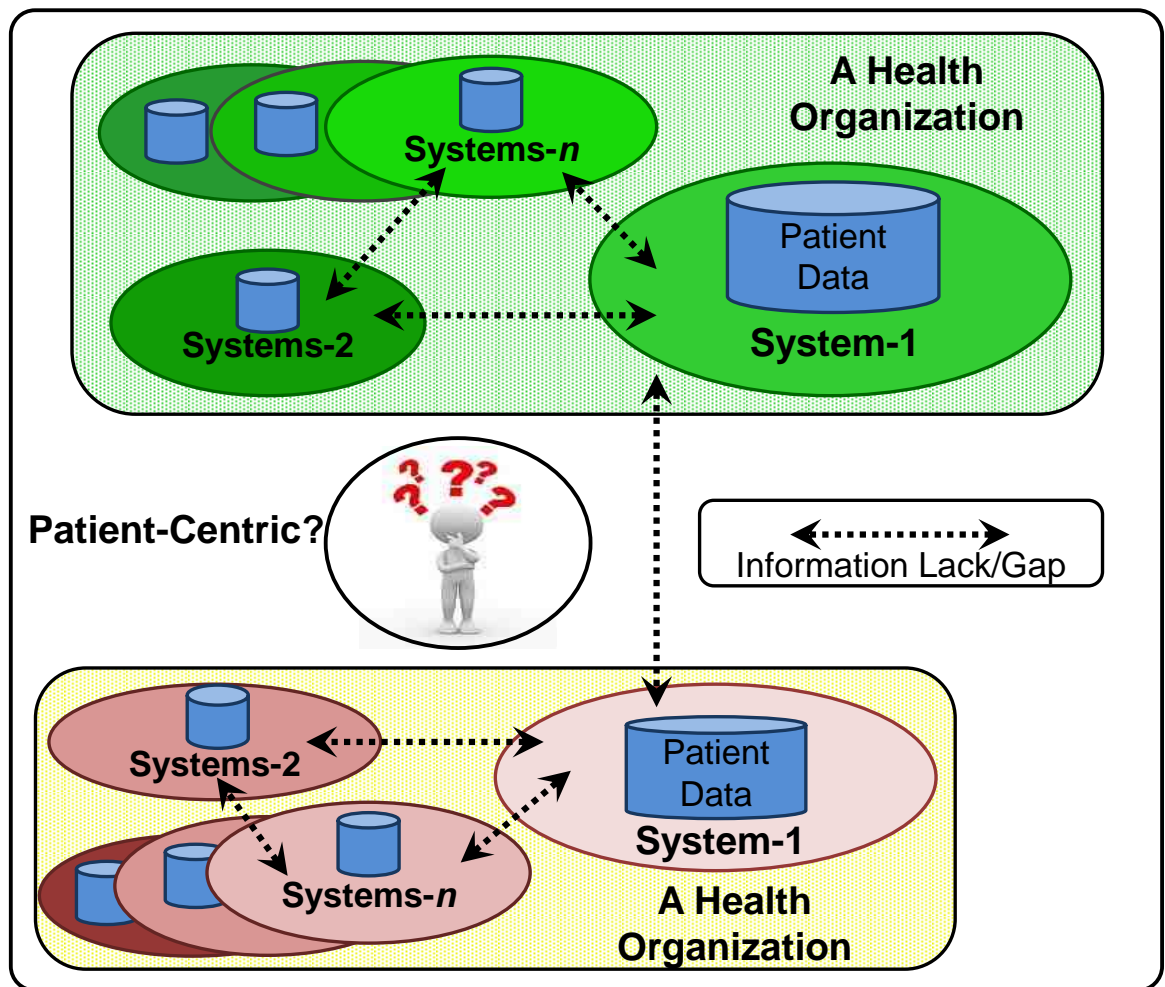 A Health
Organization
Systems-n
Patient
Data
System-1
Systems-2
? ? ? ? ?
Patient-Centric?
Information Lack/Gap
Systems-2
Patient
Data
System-1
Systems-n
A Health
Organization